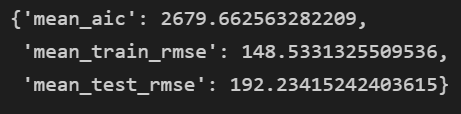 {'mean_aic': 2679.662563282209,
 'mean_train_rmse': 148.5331325509536,
 'mean_test_rmse': 192.23415242403615}